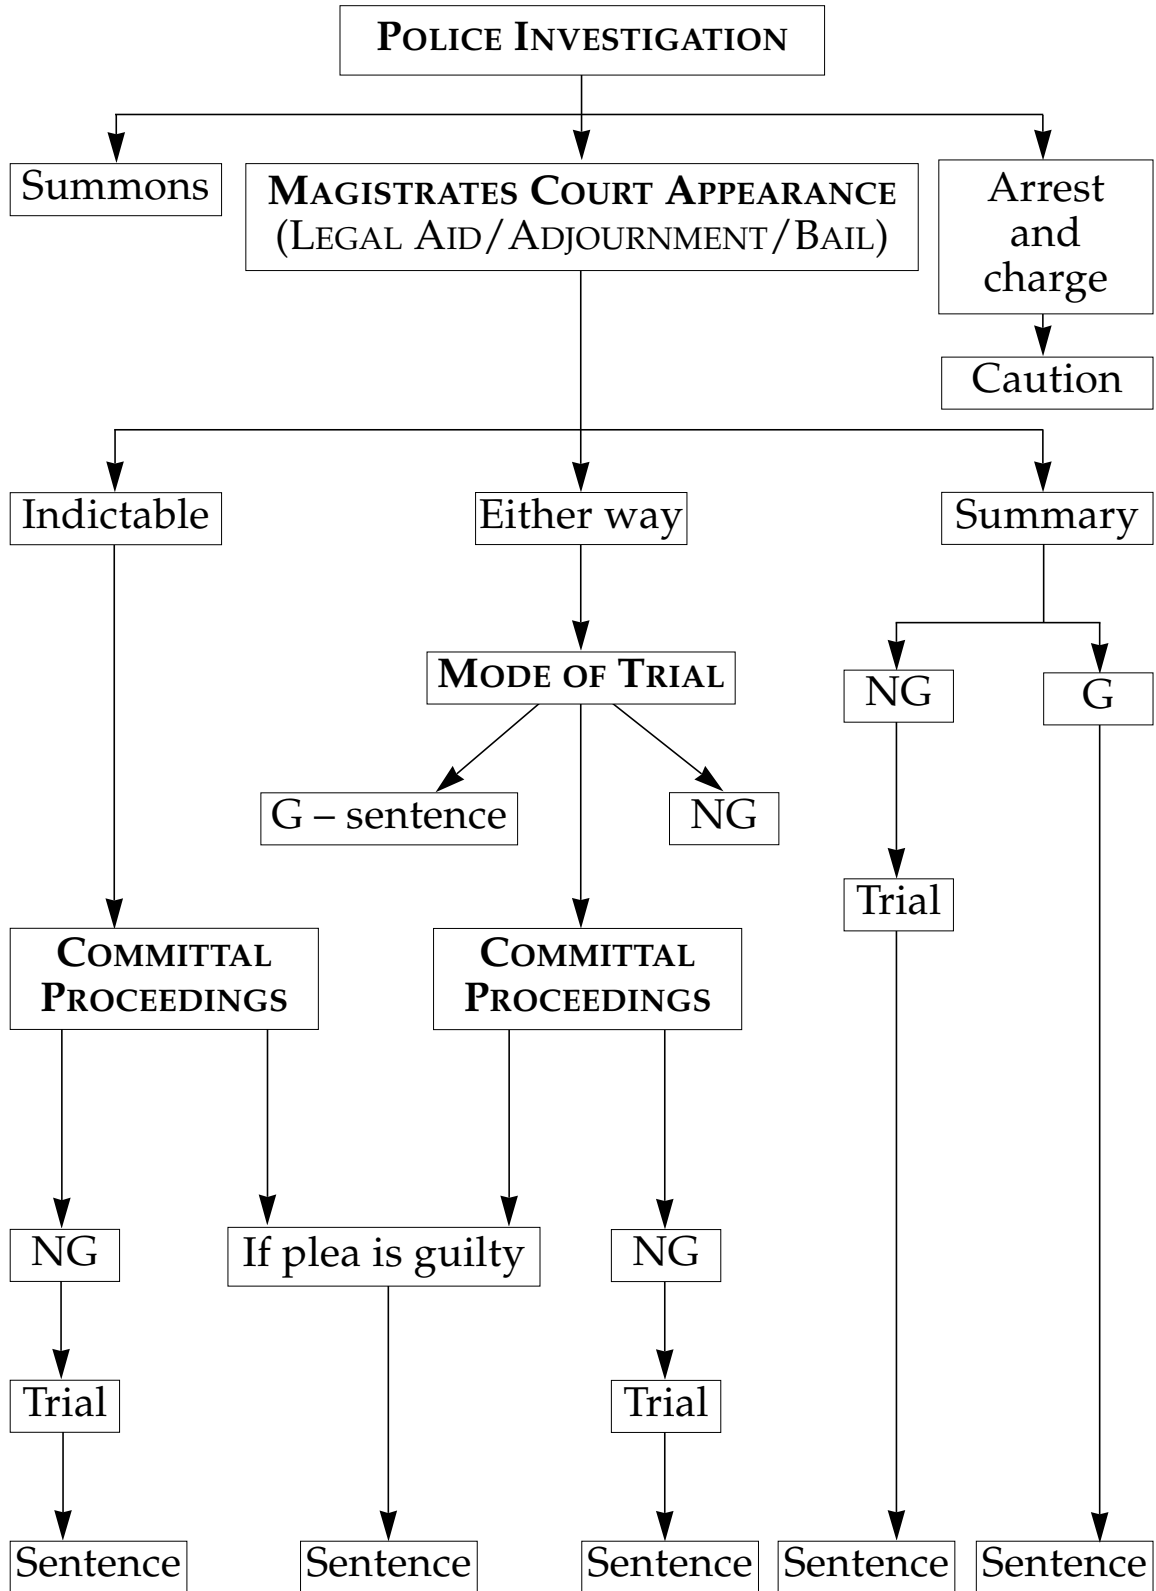 POLICE INVESTIGATION
Summons
MAGISTRATES COURT APPEARANCE
(LEGAL AID/ADJOURNMENT/BAIL)
Arrest
and
charge
Caution
Indictable
Either way
Summary
MODE OF TRIAL
NG
G
G – sentence
NG
Trial
COMMITTAL
PROCEEDINGS
COMMITTAL
PROCEEDINGS
NG
If plea is guilty
NG
Trial
Trial
Sentence
Sentence
Sentence
Sentence
Sentence